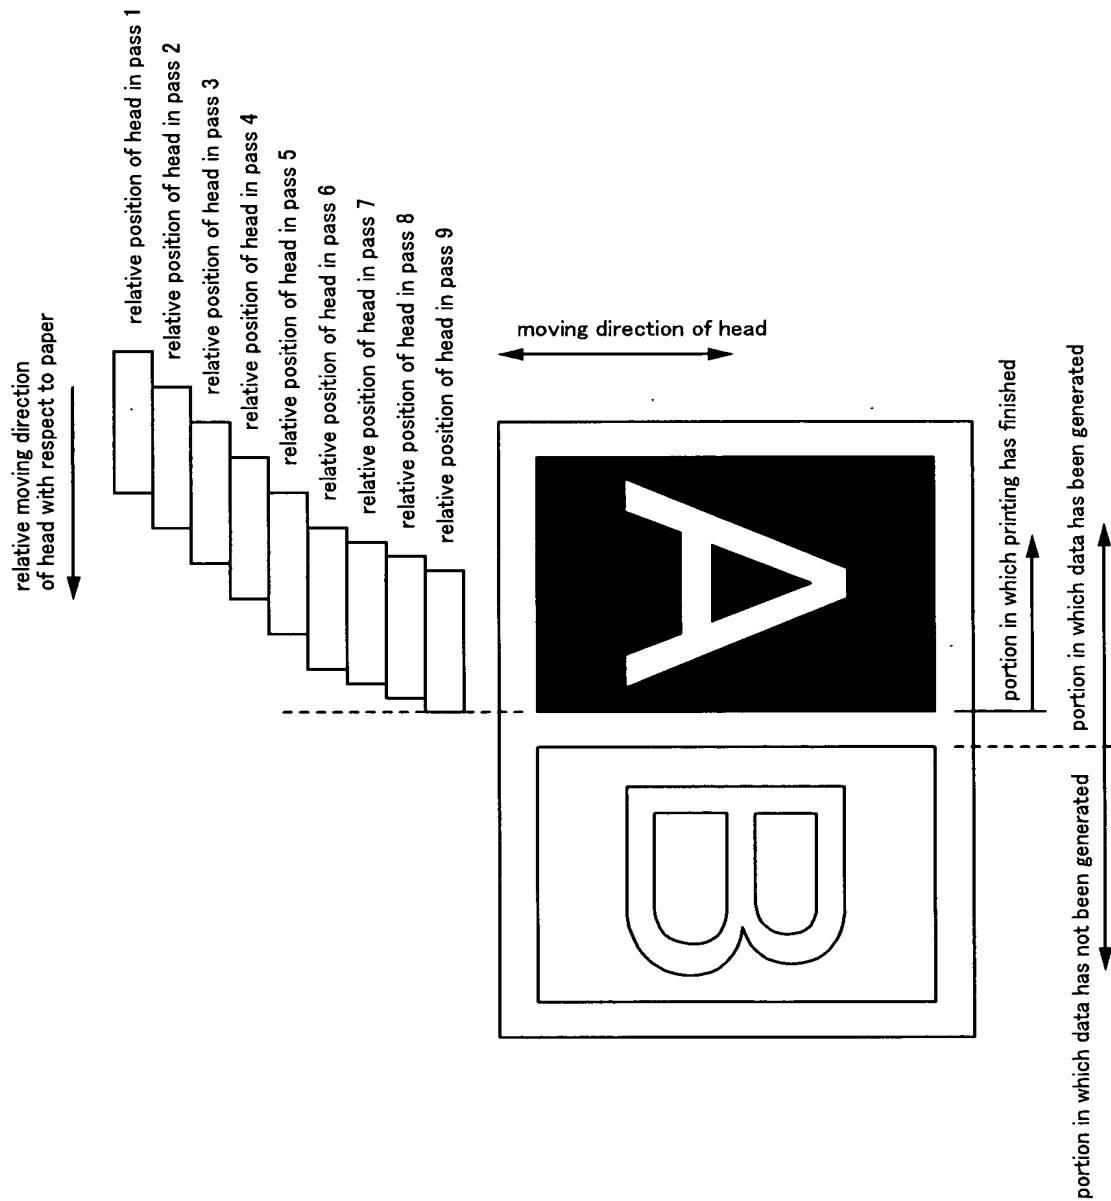 relative moving direction
of head with respect to paper
relative position of head in pass 1
relative position of head in pass 2
relative position of head in pass 3
relative position of head in pass 4
relative position of head in pass 5
relative position of head in pass 6
relative position of head in pass 7
relative position of head in pass 8
relative position of head in pass 9
moving direction of head
A
B
portion in which printing has finished
portion in which data has been generated
portion in which data has not been generated